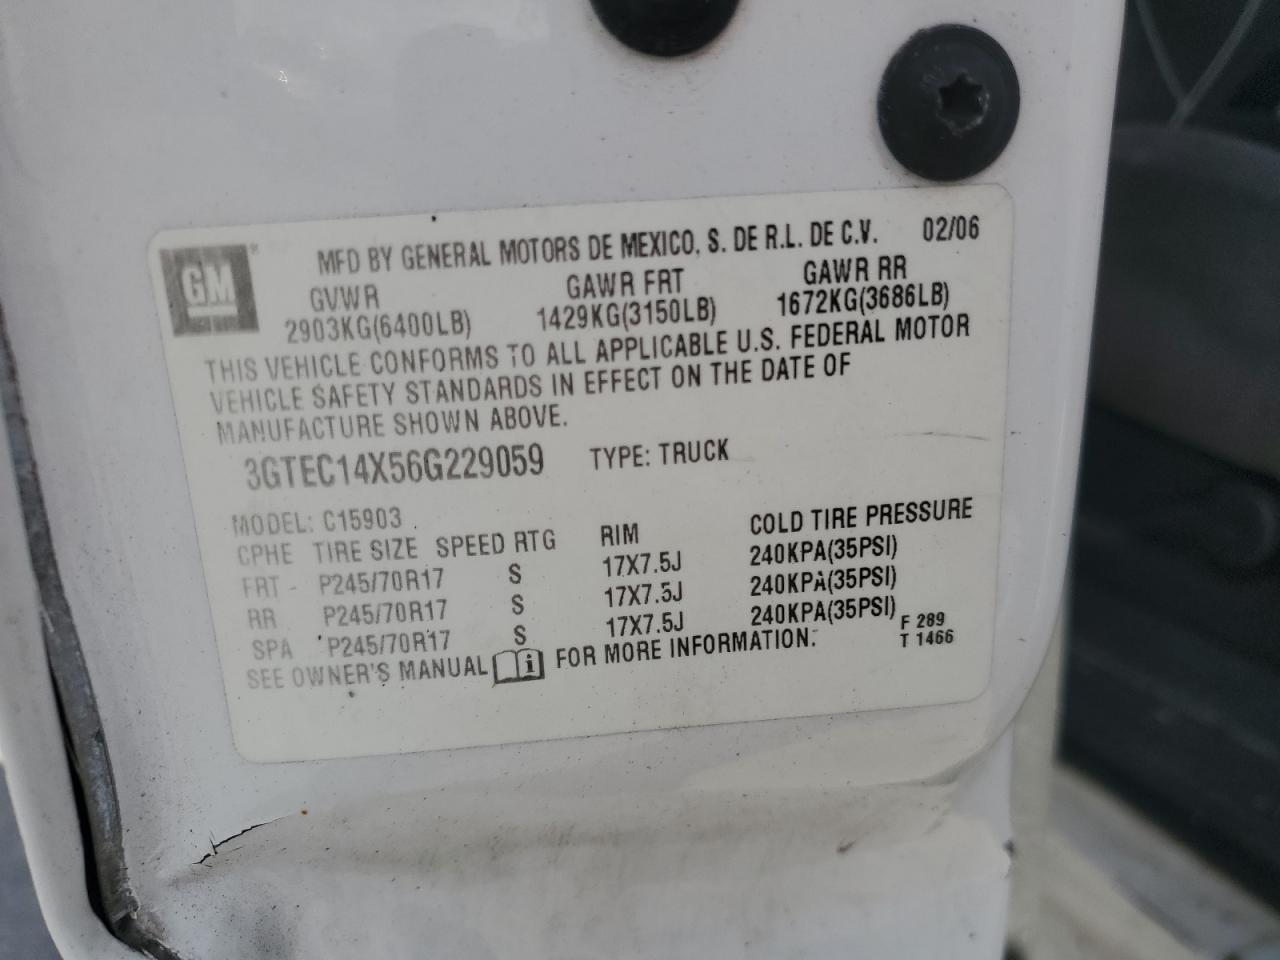 GM®
MFD BY GENERAL MOTORS DE MEXICO, S. DE R.L. DE C.V. 02/06
GVWR GAWR FRT GAWR RR
2903KG(6400LB) 1429KG(3150LB) 1672KG(3686LB)
THIS VEHICLE CONFORMS TO ALL APPLICABLE U.S. FEDERAL MOTOR
VEHICLE SAFETY STANDARDS IN EFFECT ON THE DATE OF
MANUFACTURE SHOWN ABOVE.
3GTEC14X56G229059 TYPE: TRUCK
MODEL: C15903
CPHE TIRE SIZE SPEED RTG RIM COLD TIRE PRESSURE
FRT - P245/70R17 S 17X7.5J 240KPA(35PSI)
RR P245/70R17 S 17X7.5J 240KPA(35PSI)
SPA P245/70R17 S 17X7.5J 240KPA(35PSI)
SEE OWNER'S MANUAL i FOR MORE INFORMATION.
F 289
T 1466